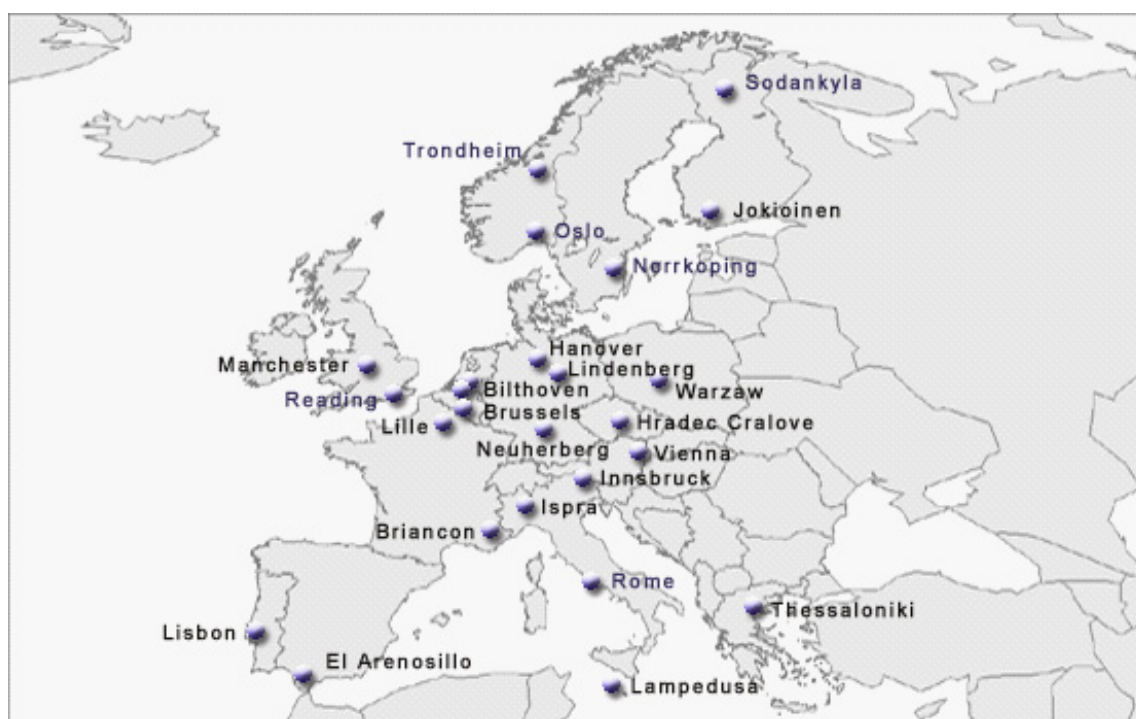 Sodankyla
Trondheim
Jokioinen
Oslo
Nørrkoping
Hanover
Manchester
Lindenberg
Bilthoven
Warzaw
Reading
Brussels
Lille
Hradec Cralove
Neuherberg
Vienna
Innsbruck
Ispra
Briancon
Rome
Thessaloniki
Lisbon
El Arenosillo
Lampedusa